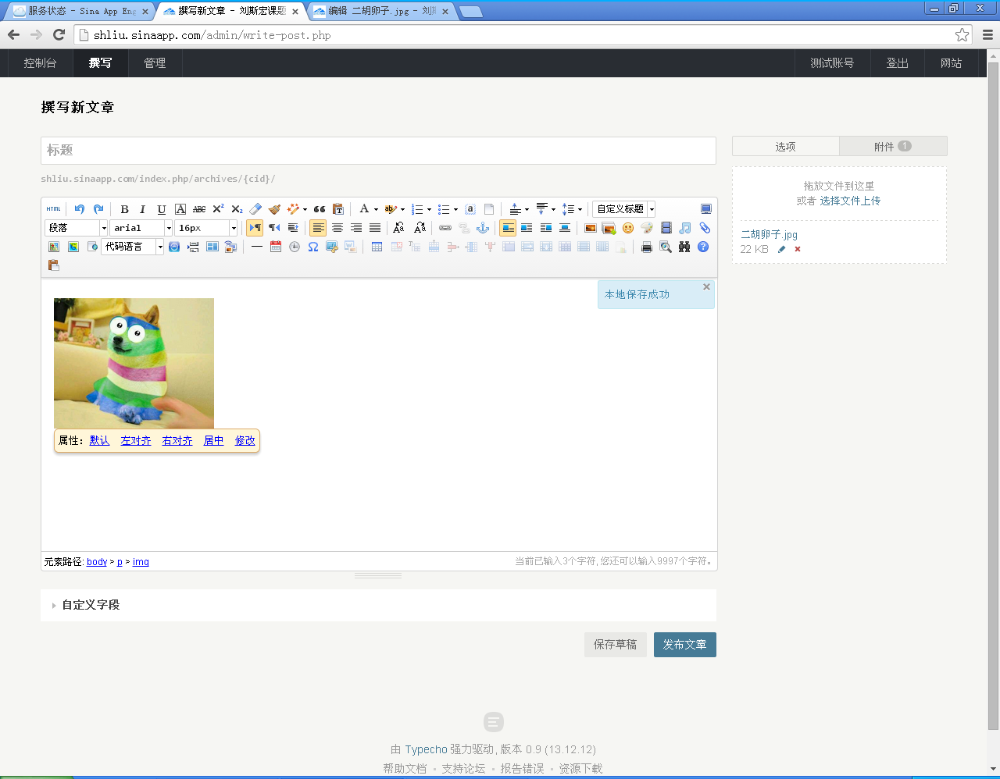 服务状态 - Sina App Eng
撰写新文章 - 刘斯宏课题
编辑 二胡卵子.jpg - 刘斯
shliu.sinaapp.com/admin/write-post.php
控制台 撰写 管理 测试账号 登出 网站
撰写新文章
标题
shliu.sinaapp.com/index.php/archives/{cid}/
选项 附件 1
拖放文件到这里
或者 选择文件上传
二胡卵子.jpg
22 KB
HTML B I U A ABC X² X₂ A ab a 自定义标题
段落 arial 16px
代码语言
本地保存成功
属性: 默认 左对齐 右对齐 居中 修改
元素路径: body > p > img
当前已输入3个字符, 您还可以输入9997个字符。
自定义字段
保存草稿 发布文章
由 Typecho 强力驱动, 版本 0.9 (13.12.12)
帮助文档 • 支持论坛 • 报告错误 • 资源下载